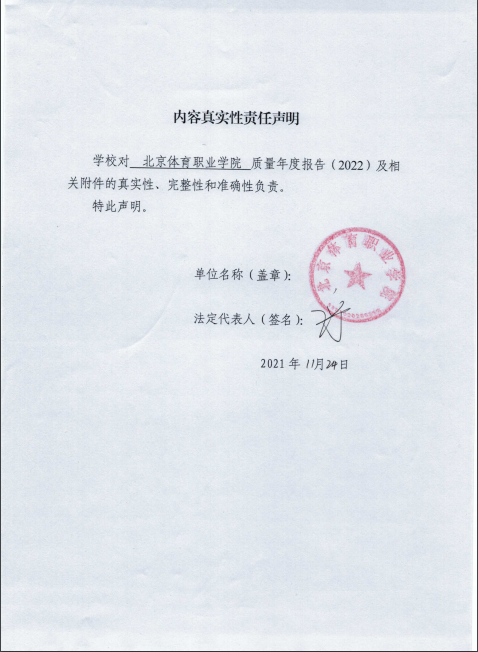 内容真实性责任声明
学校对 北京体育职业学院 质量年度报告（2022）及相
关附件的真实性、完整性和准确性负责。
特此声明。
北京体育职业学院
单位名称（盖章）：
法定代表人（签名）：
2021年11月24日